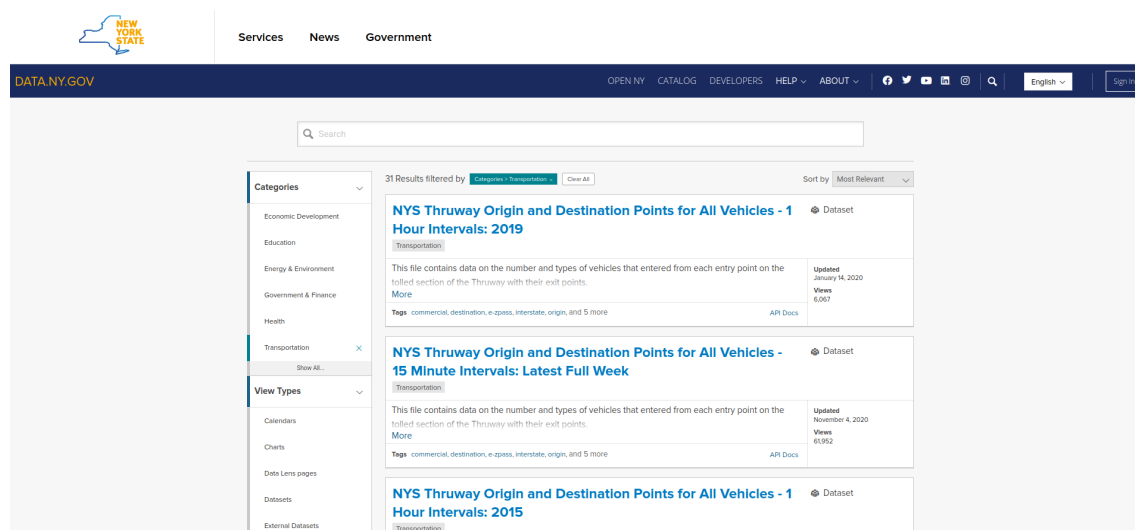 NEW
YORK
STATE
Services News Government
DATA.NY.GOV OPEN NY CATALOG DEVELOPERS HELP ABOUT English Sign In
Search
Categories
Economic Development
Education
Energy & Environment
Government & Finance
Health
Transportation
Show All...
View Types
Calendars
Charts
Data Lens pages
Datasets
External Datasets
31 Results filtered by Categories > Transportation × Clear All Sort by Most Relevant
NYS Thruway Origin and Destination Points for All Vehicles - 1
Hour Intervals: 2019
Dataset
Transportation
This file contains data on the number and types of vehicles that entered from each entry point on the
tolled section of the Thruway with their exit points.
More
Tags commercial, destination, e-zpass, interstate, origin, and 5 more API Docs
Updated
January 14, 2020
Views
6,067
NYS Thruway Origin and Destination Points for All Vehicles -
15 Minute Intervals: Latest Full Week
Dataset
Transportation
This file contains data on the number and types of vehicles that entered from each entry point on the
tolled section of the Thruway with their exit points.
More
Tags commercial, destination, e-zpass, interstate, origin, and 5 more API Docs
Updated
November 4, 2020
Views
61,952
NYS Thruway Origin and Destination Points for All Vehicles - 1
Hour Intervals: 2015
Dataset
Transportation